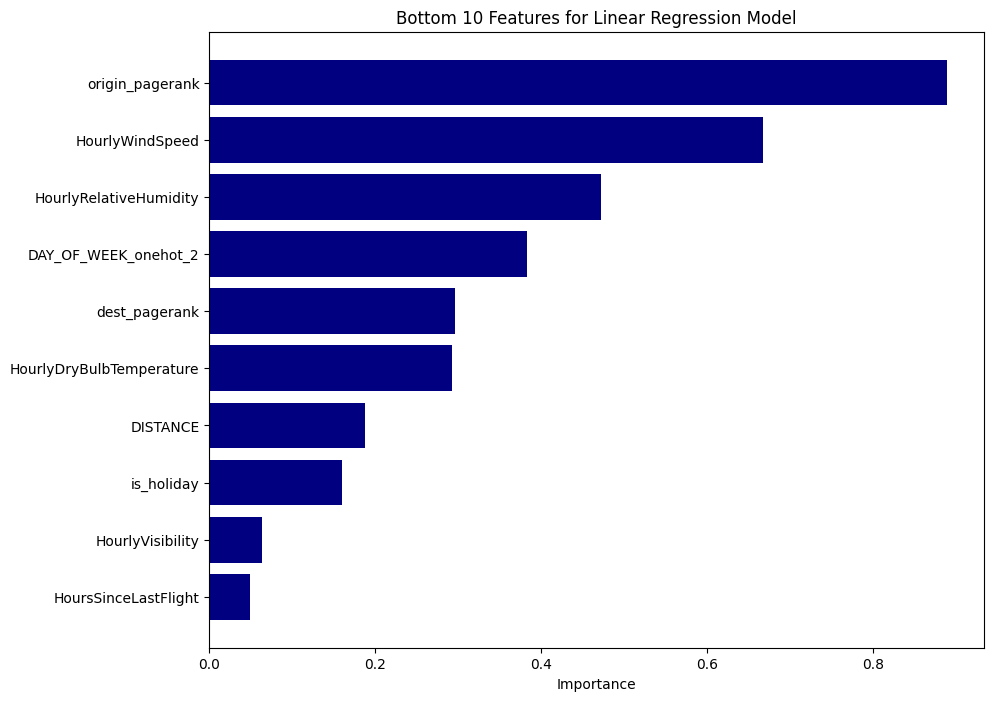 Bottom 10 Features for Linear Regression Model
origin_pagerank
HourlyWindSpeed
HourlyRelativeHumidity
DAY_OF_WEEK_onehot_2
dest_pagerank
HourlyDryBulbTemperature
DISTANCE
is_holiday
HourlyVisibility
HoursSinceLastFlight
0.0 0.2 0.4 0.6 0.8
Importance